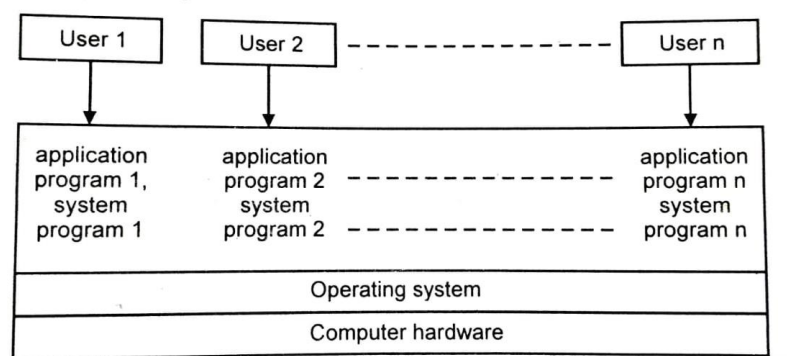 User 1
User 2
User n
application
program 1,
system
program 1
application
program 2
system
program 2
application
program n
system
program n
Operating system
Computer hardware